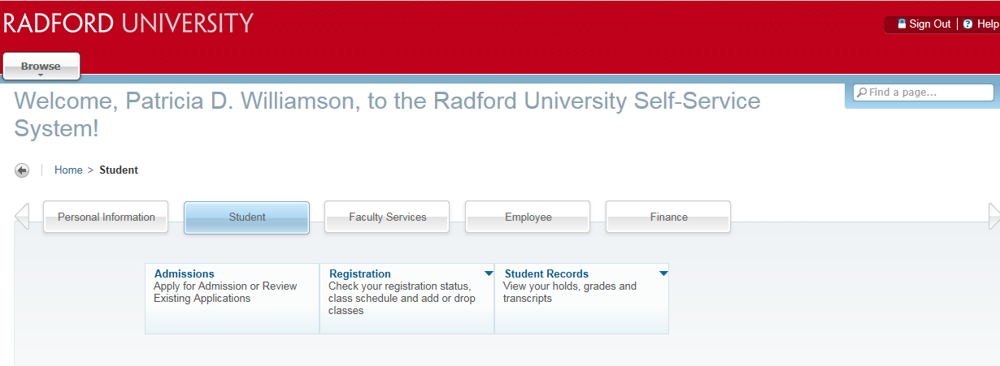 RADFORD UNIVERSITY
Sign Out
Help
Browse
Welcome, Patricia D. Williamson, to the Radford University Self-Service
System!
Find a page...
Home > Student
Personal Information
Student
Faculty Services
Employee
Finance
Admissions
Apply for Admission or Review
Existing Applications
Registration
Check your registration status,
class schedule and add or drop
classes
Student Records
View your holds, grades and
transcripts